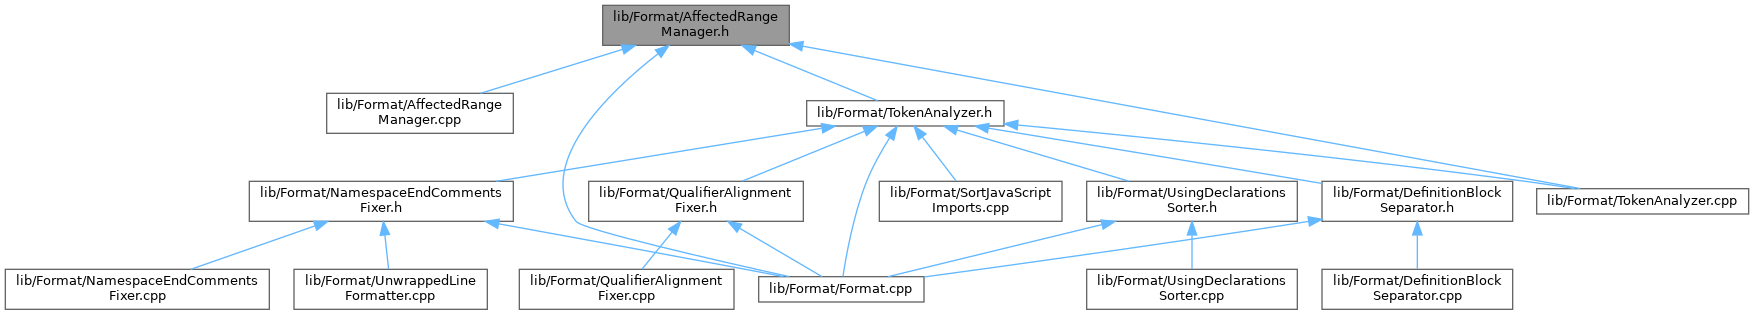 lib/Format/AffectedRange
Manager.h
lib/Format/AffectedRange
Manager.cpp
lib/Format/TokenAnalyzer.h
lib/Format/NamespaceEndComments
Fixer.h
lib/Format/QualifierAlignment
Fixer.h
lib/Format/SortJavaScript
Imports.cpp
lib/Format/UsingDeclarations
Sorter.h
lib/Format/DefinitionBlock
Separator.h
lib/Format/TokenAnalyzer.cpp
lib/Format/NamespaceEndComments
Fixer.cpp
lib/Format/UnwrappedLine
Formatter.cpp
lib/Format/QualifierAlignment
Fixer.cpp
lib/Format/Format.cpp
lib/Format/UsingDeclarations
Sorter.cpp
lib/Format/DefinitionBlock
Separator.cpp